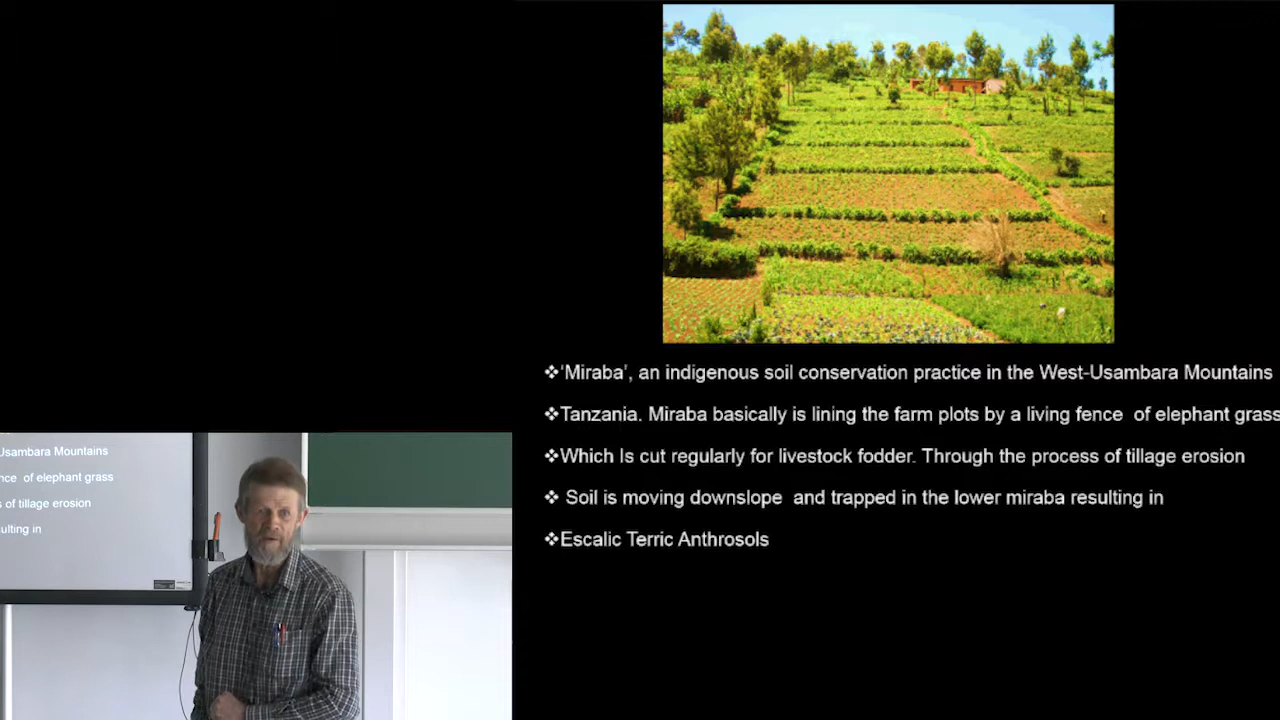 ❖‘Miraba’, an indigenous soil conservation practice in the West-Usambara Mountains
❖Tanzania. Miraba basically is lining the farm plots by a living fence of elephant grass
❖Which Is cut regularly for livestock fodder. Through the process of tillage erosion
❖ Soil is moving downslope and trapped in the lower miraba resulting in
❖Escalic Terric Anthrosols
Usambara Mountains
nce of elephant grass
s of tillage erosion
ulting in